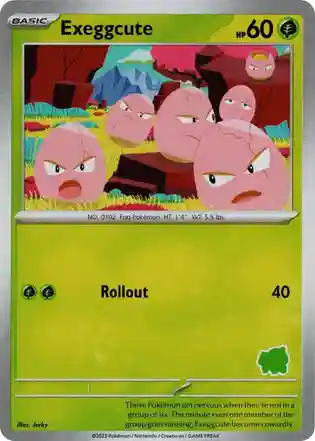 BASIC
Exeggcute
HP 60
NO. 0102 Egg Pokémon HT: 1'4" WT: 5.5 lbs.
Rollout 40
These Pokémon get nervous when they're not in a
group of six. The minute even one member of the
group goes missing, Exeggcute become cowardly.
Illus. Jerky
©2023 Pokémon / Nintendo / Creatures / GAME FREAK